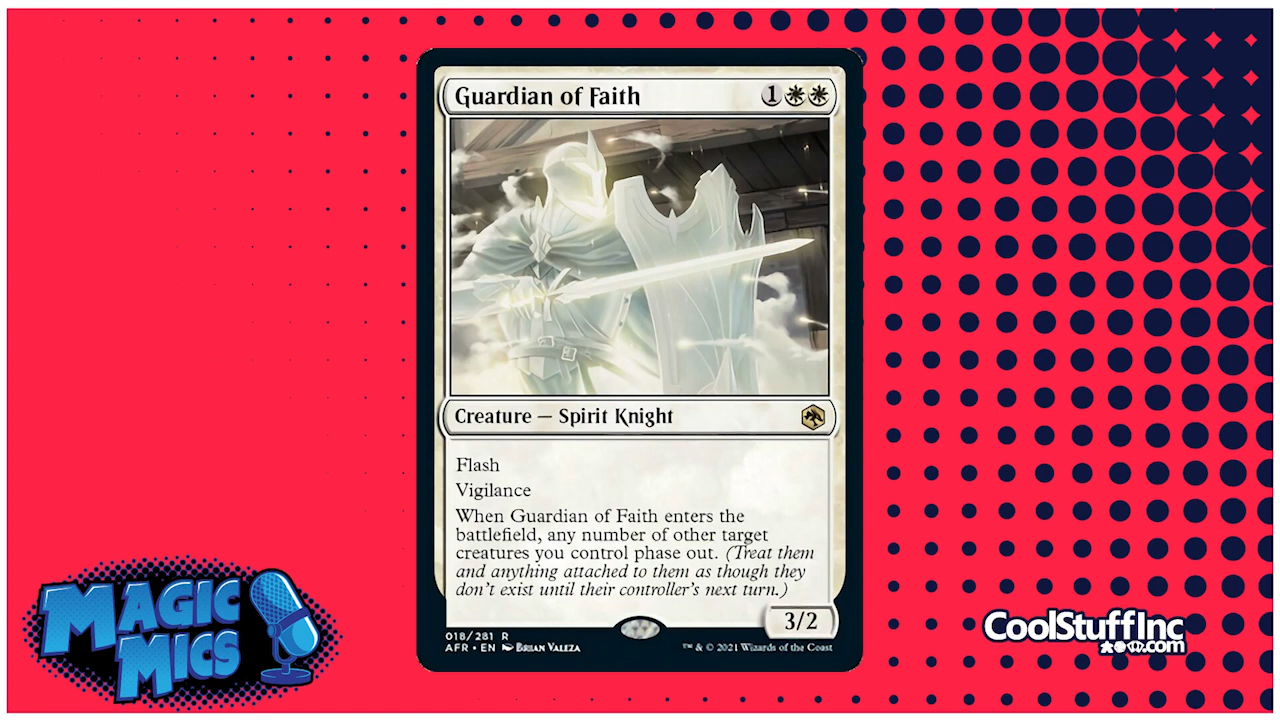 Guardian of Faith 1
Creature — Spirit Knight
Flash
Vigilance
When Guardian of Faith enters the
battlefield, any number of other target
creatures you control phase out. (Treat them
and anything attached to them as though they
don't exist until their controller's next turn.)
3/2
018/281 R
AFR • EN Brian Valeza
™ & © 2021 Wizards of the Coast
MAGIC
MICS
CoolStuffInc
.com